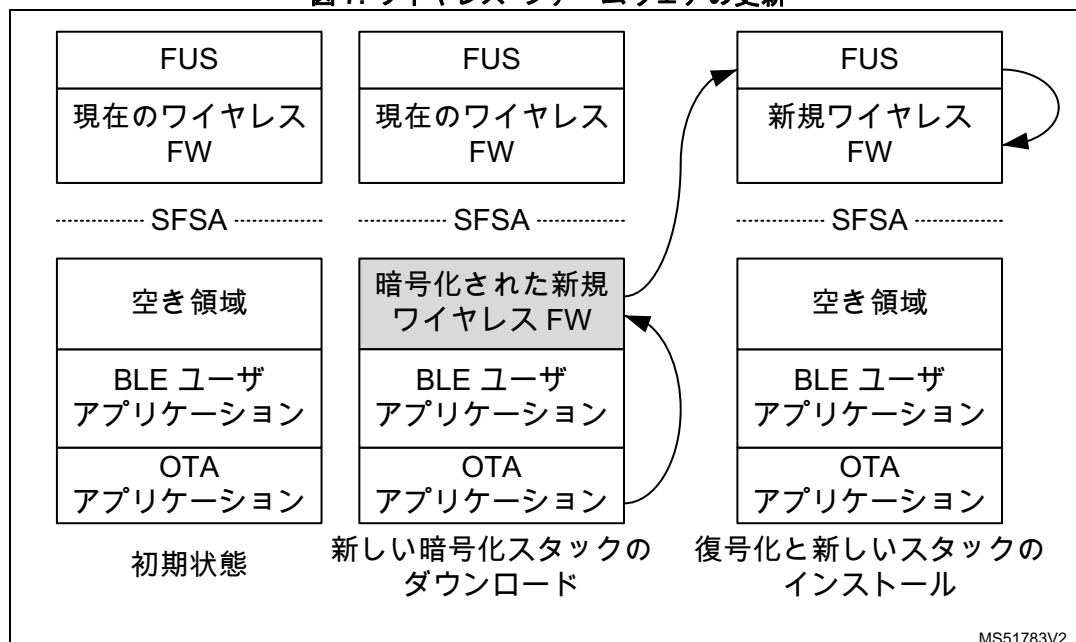 FUS
現在のワイヤレス
FW
SFSA
空き領域
BLE ユーザ
アプリケーション
OTA
アプリケーション
初期状態
FUS
現在のワイヤレス
FW
SFSA
暗号化された新規
ワイヤレス FW
BLE ユーザ
アプリケーション
OTA
アプリケーション
新しい暗号化スタックの
ダウンロード
FUS
新規ワイヤレス
FW
SFSA
空き領域
BLE ユーザ
アプリケーション
OTA
アプリケーション
復号化と新しいスタックの
インストール
MS51783V2